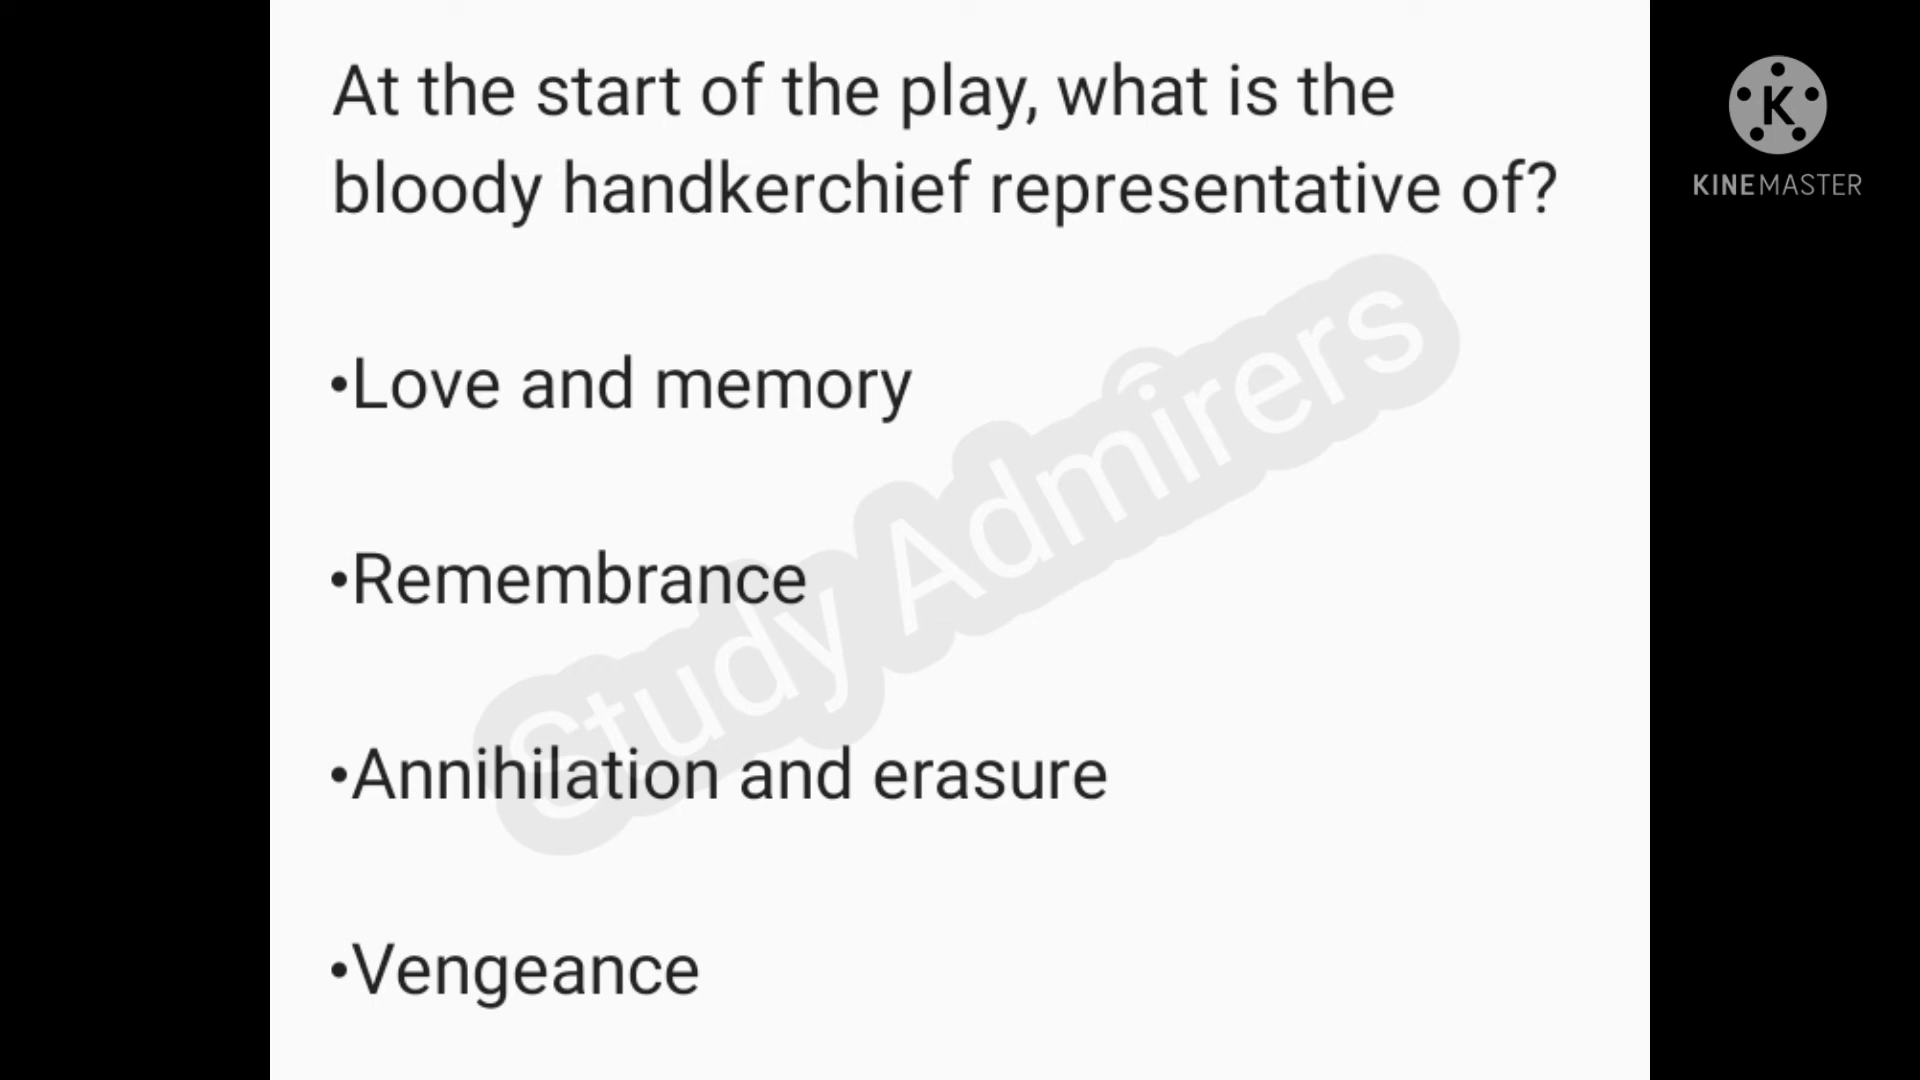 At the start of the play, what is the
bloody handkerchief representative of?
•Love and memory
•Remembrance
•Annihilation and erasure
•Vengeance
Study Admirers
K
KINEMASTER